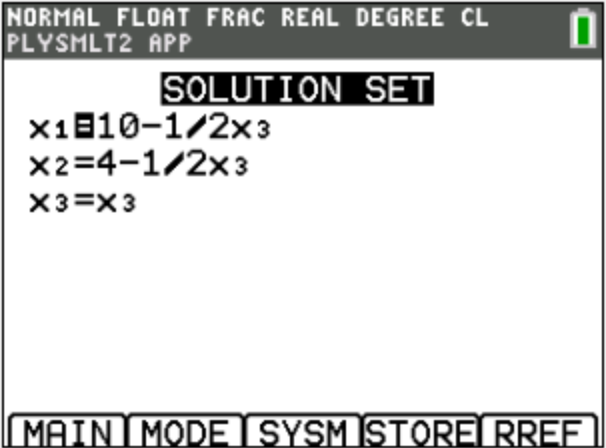 NORMAL FLOAT FRAC REAL DEGREE CL
PLYSMLT2 APP
SOLUTION SET
x1=10-1/2x3
x2=4-1/2x3
x3=x3
MAIN MODE SYSM STORE RREF